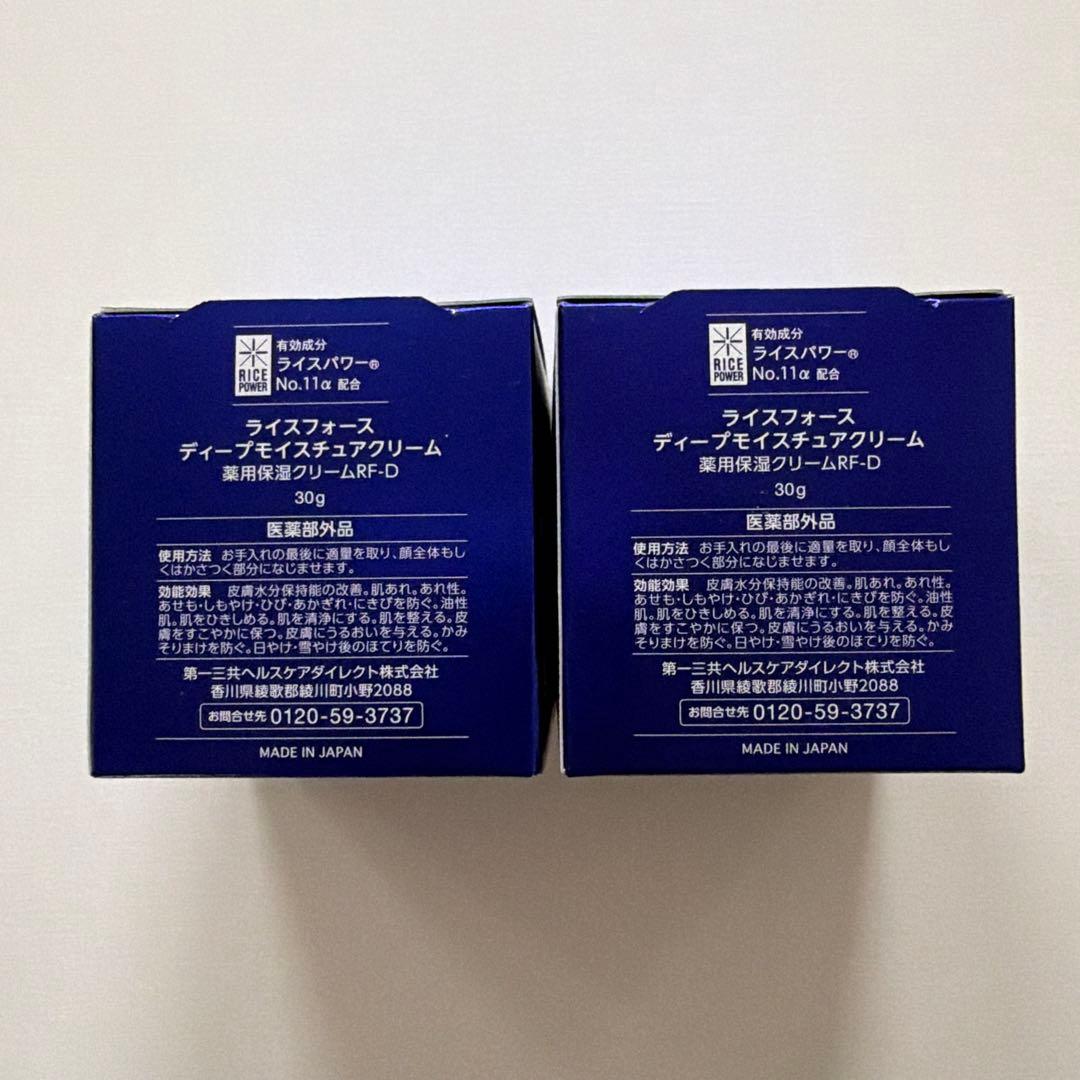 RICE
POWER
有効成分
ライスパワー®
No.11α 配合
ライスフォース
ディープモイスチュアクリーム
薬用保湿クリームRF-D
30g
医薬部外品
使用方法 お手入れの最後に適量を取り、顔全体もし
くはかさつく部分になじませます。
効能効果 皮膚水分保持能の改善。肌あれ。あれ性。
あせも・しもやけ・ひび・あかぎれ・にきびを防ぐ。油性
肌。肌をひきしめる。肌を清浄にする。肌を整える。皮
膚をすこやかに保つ。皮膚にうるおいを与える。かみ
そりまけを防ぐ。日やけ・雪やけ後のほてりを防ぐ。
第一三共ヘルスケアダイレクト株式会社
香川県綾歌郡綾川町小野2088
お問合せ先 0120-59-3737
MADE IN JAPAN
RICE
POWER
有効成分
ライスパワー®
No.11α 配合
ライスフォース
ディープモイスチュアクリーム
薬用保湿クリームRF-D
30g
医薬部外品
使用方法 お手入れの最後に適量を取り、顔全体もし
くはかさつく部分になじませます。
効能効果 皮膚水分保持能の改善。肌あれ。あれ性。
あせも・しもやけ・ひび・あかぎれ・にきびを防ぐ。油性
肌。肌をひきしめる。肌を清浄にする。肌を整える。皮
膚をすこやかに保つ。皮膚にうるおいを与える。かみ
そりまけを防ぐ。日やけ・雪やけ後のほてりを防ぐ。
第一三共ヘルスケアダイレクト株式会社
香川県綾歌郡綾川町小野2088
お問合せ先 0120-59-3737
MADE IN JAPAN